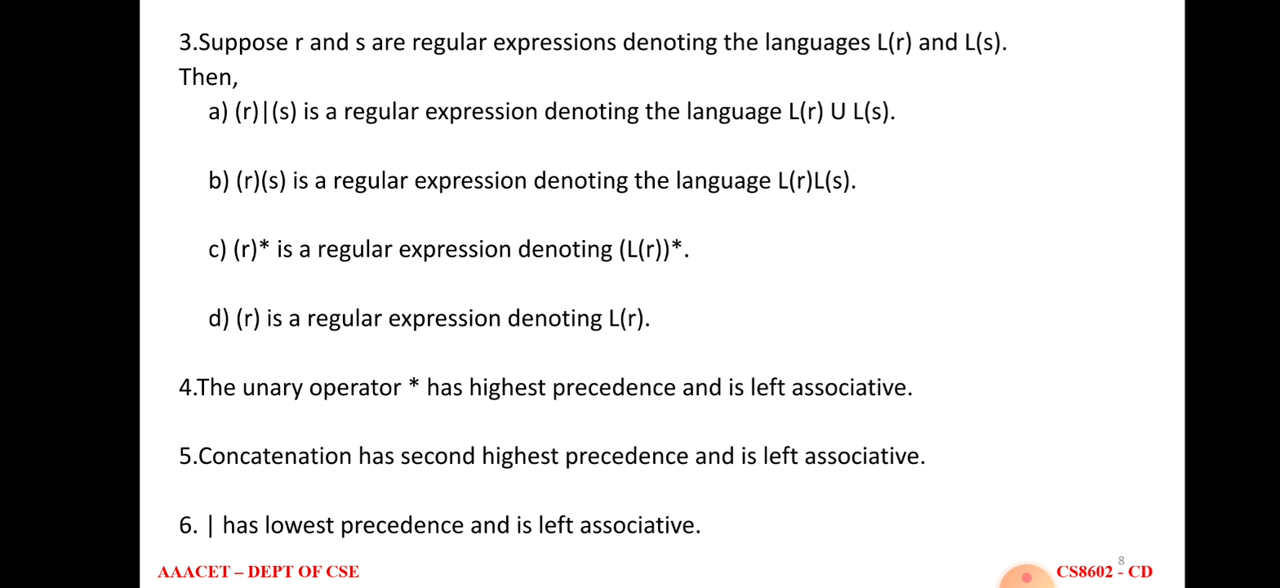 3.Suppose r and s are regular expressions denoting the languages L(r) and L(s).
Then,
a) (r)|(s) is a regular expression denoting the language L(r) U L(s).
b) (r)(s) is a regular expression denoting the language L(r)L(s).
c) (r)* is a regular expression denoting (L(r))*.
d) (r) is a regular expression denoting L(r).
4.The unary operator * has highest precedence and is left associative.
5.Concatenation has second highest precedence and is left associative.
6. | has lowest precedence and is left associative.
8
AAACET – DEPT OF CSE
CS8602 - CD